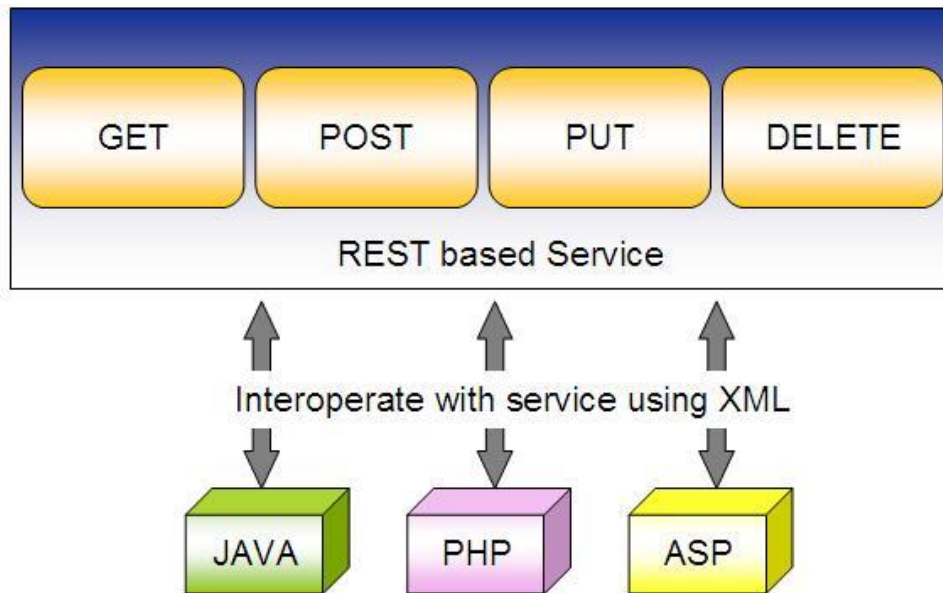 GET POST PUT DELETE
REST based Service
Interoperate with service using XML
JAVA PHP ASP